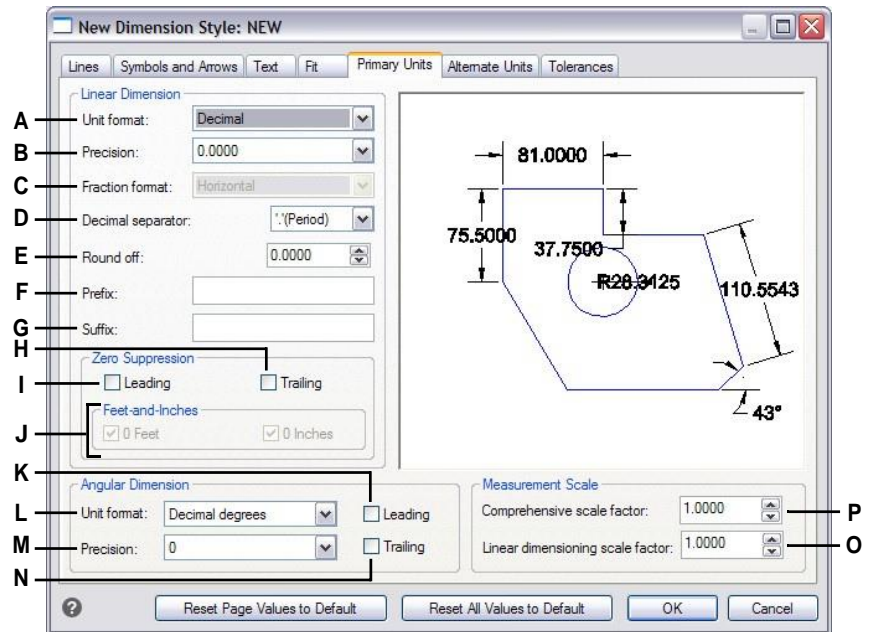 New Dimension Style: NEW
Lines Symbols and Arrows Text Fit Primary Units Alternate Units Tolerances
Linear Dimension
A Unit format: Decimal
B Precision: 0.0000
C Fraction format: Horizontal
D Decimal separator: '.'(Period)
E Round off: 0.0000
F Prefix:
G Suffix:
H
Zero Suppression
I Leading Trailing
J
Feet-and-Inches
0 Feet 0 Inches
81.0000
75.5000
37.7500
R28.3125
110.5543
43°
K
Angular Dimension
L Unit format: Decimal degrees Leading
M Precision: 0 Trailing
N
Measurement Scale
Comprehensive scale factor: 1.0000 P
Linear dimensioning scale factor: 1.0000 O
? Reset Page Values to Default Reset All Values to Default OK Cancel